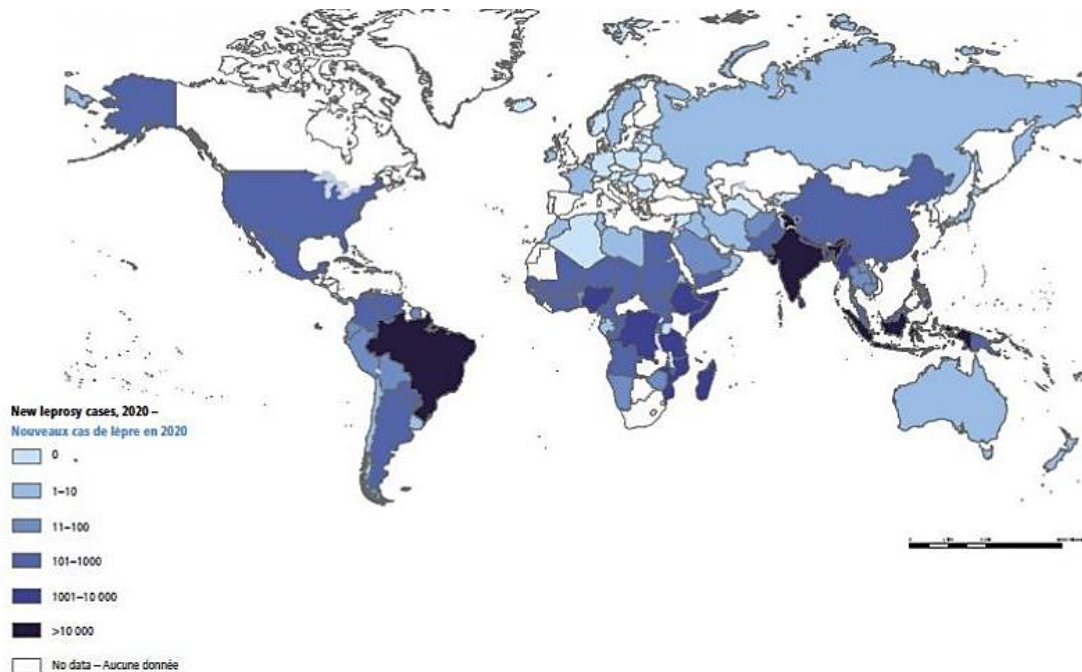 New leprosy cases, 2020 –
Nouveaux cas de lèpre en 2020
0
1–10
11–100
101–1000
1001–10 000
>10 000
No data – Aucune donnée